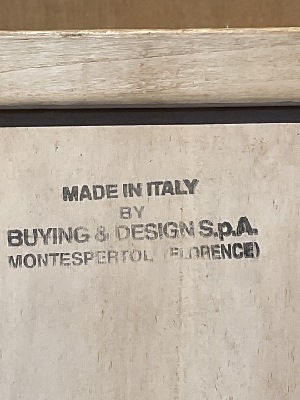 MADE IN ITALY
BY
BUYING & DESIGN S.p.A.
MONTESPERTOL (FLORENCE)